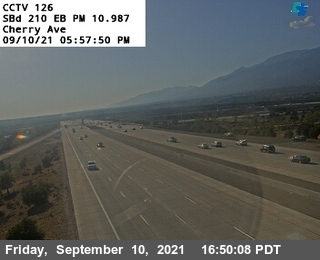 CCTV 126
SBd 210 EB PM 10.987
Cherry Ave
09/10/21 05:57:50 PM
Friday, September 10, 2021 16:50:08 PDT